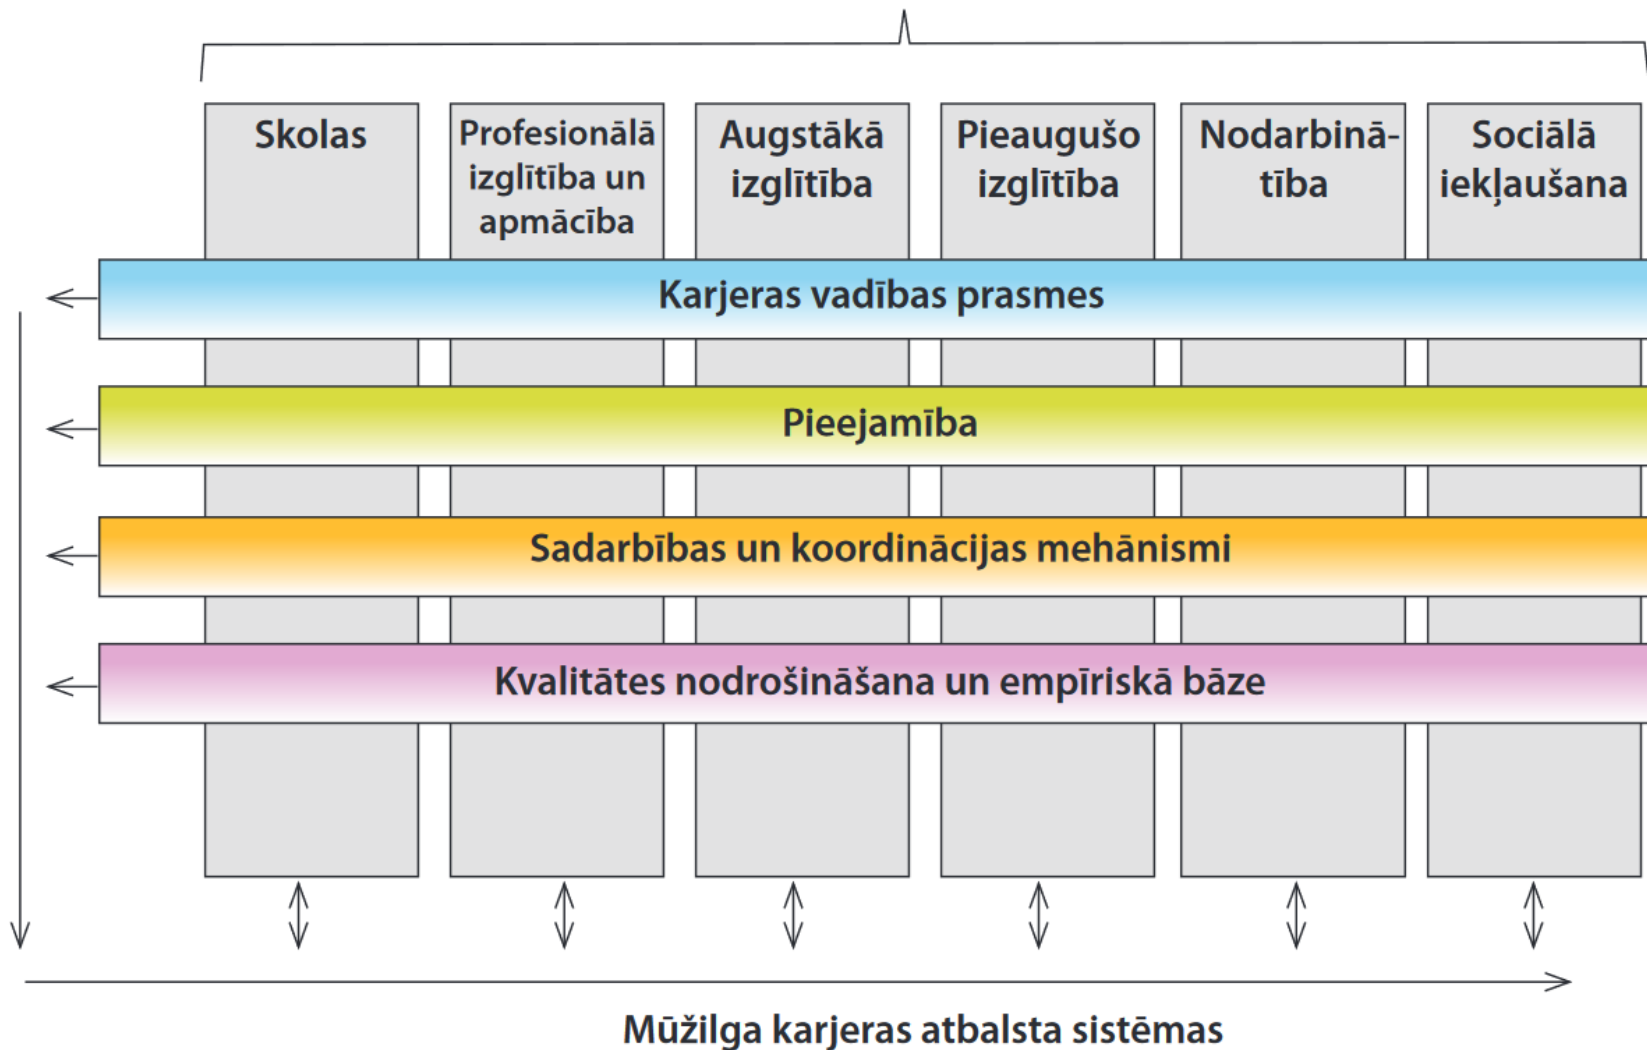 Skolas
Profesionālā
izglītība un
apmācība
Augstākā
izglītība
Pieaugušo
izglītība
Nodarbinā-
tība
Sociālā
iekļaušana
Karjeras vadības prasmes
Pieejamība
Sadarbības un koordinācijas mehānismi
Kvalitātes nodrošināšana un empīriskā bāze
Mūžilga karjeras atbalsta sistēmas